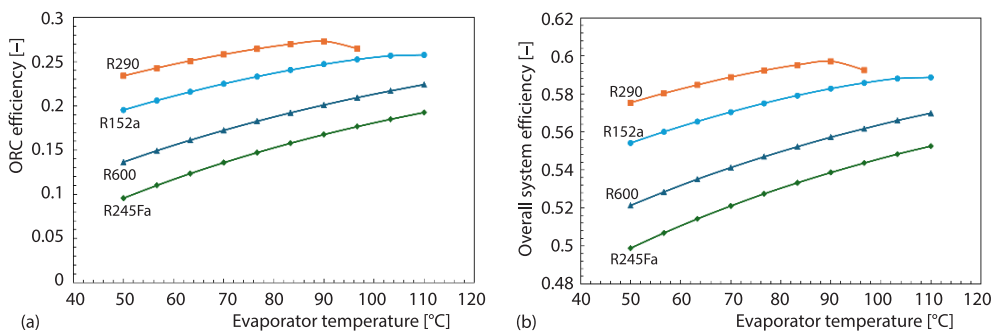 0.3
0.25
0.2
0.15
0.1
0.05
0
ORC efficiency [–]
R290
R152a
R600
R245Fa
40 50 60 70 80 90 100 110 120
(a)
Evaporator temperature [°C]
0.62
0.6
0.58
0.56
0.54
0.52
0.5
0.48
Overall system efficiency [–]
R290
R152a
R600
R245Fa
40 50 60 70 80 90 100 110 120
(b)
Evaporator temperature [°C]